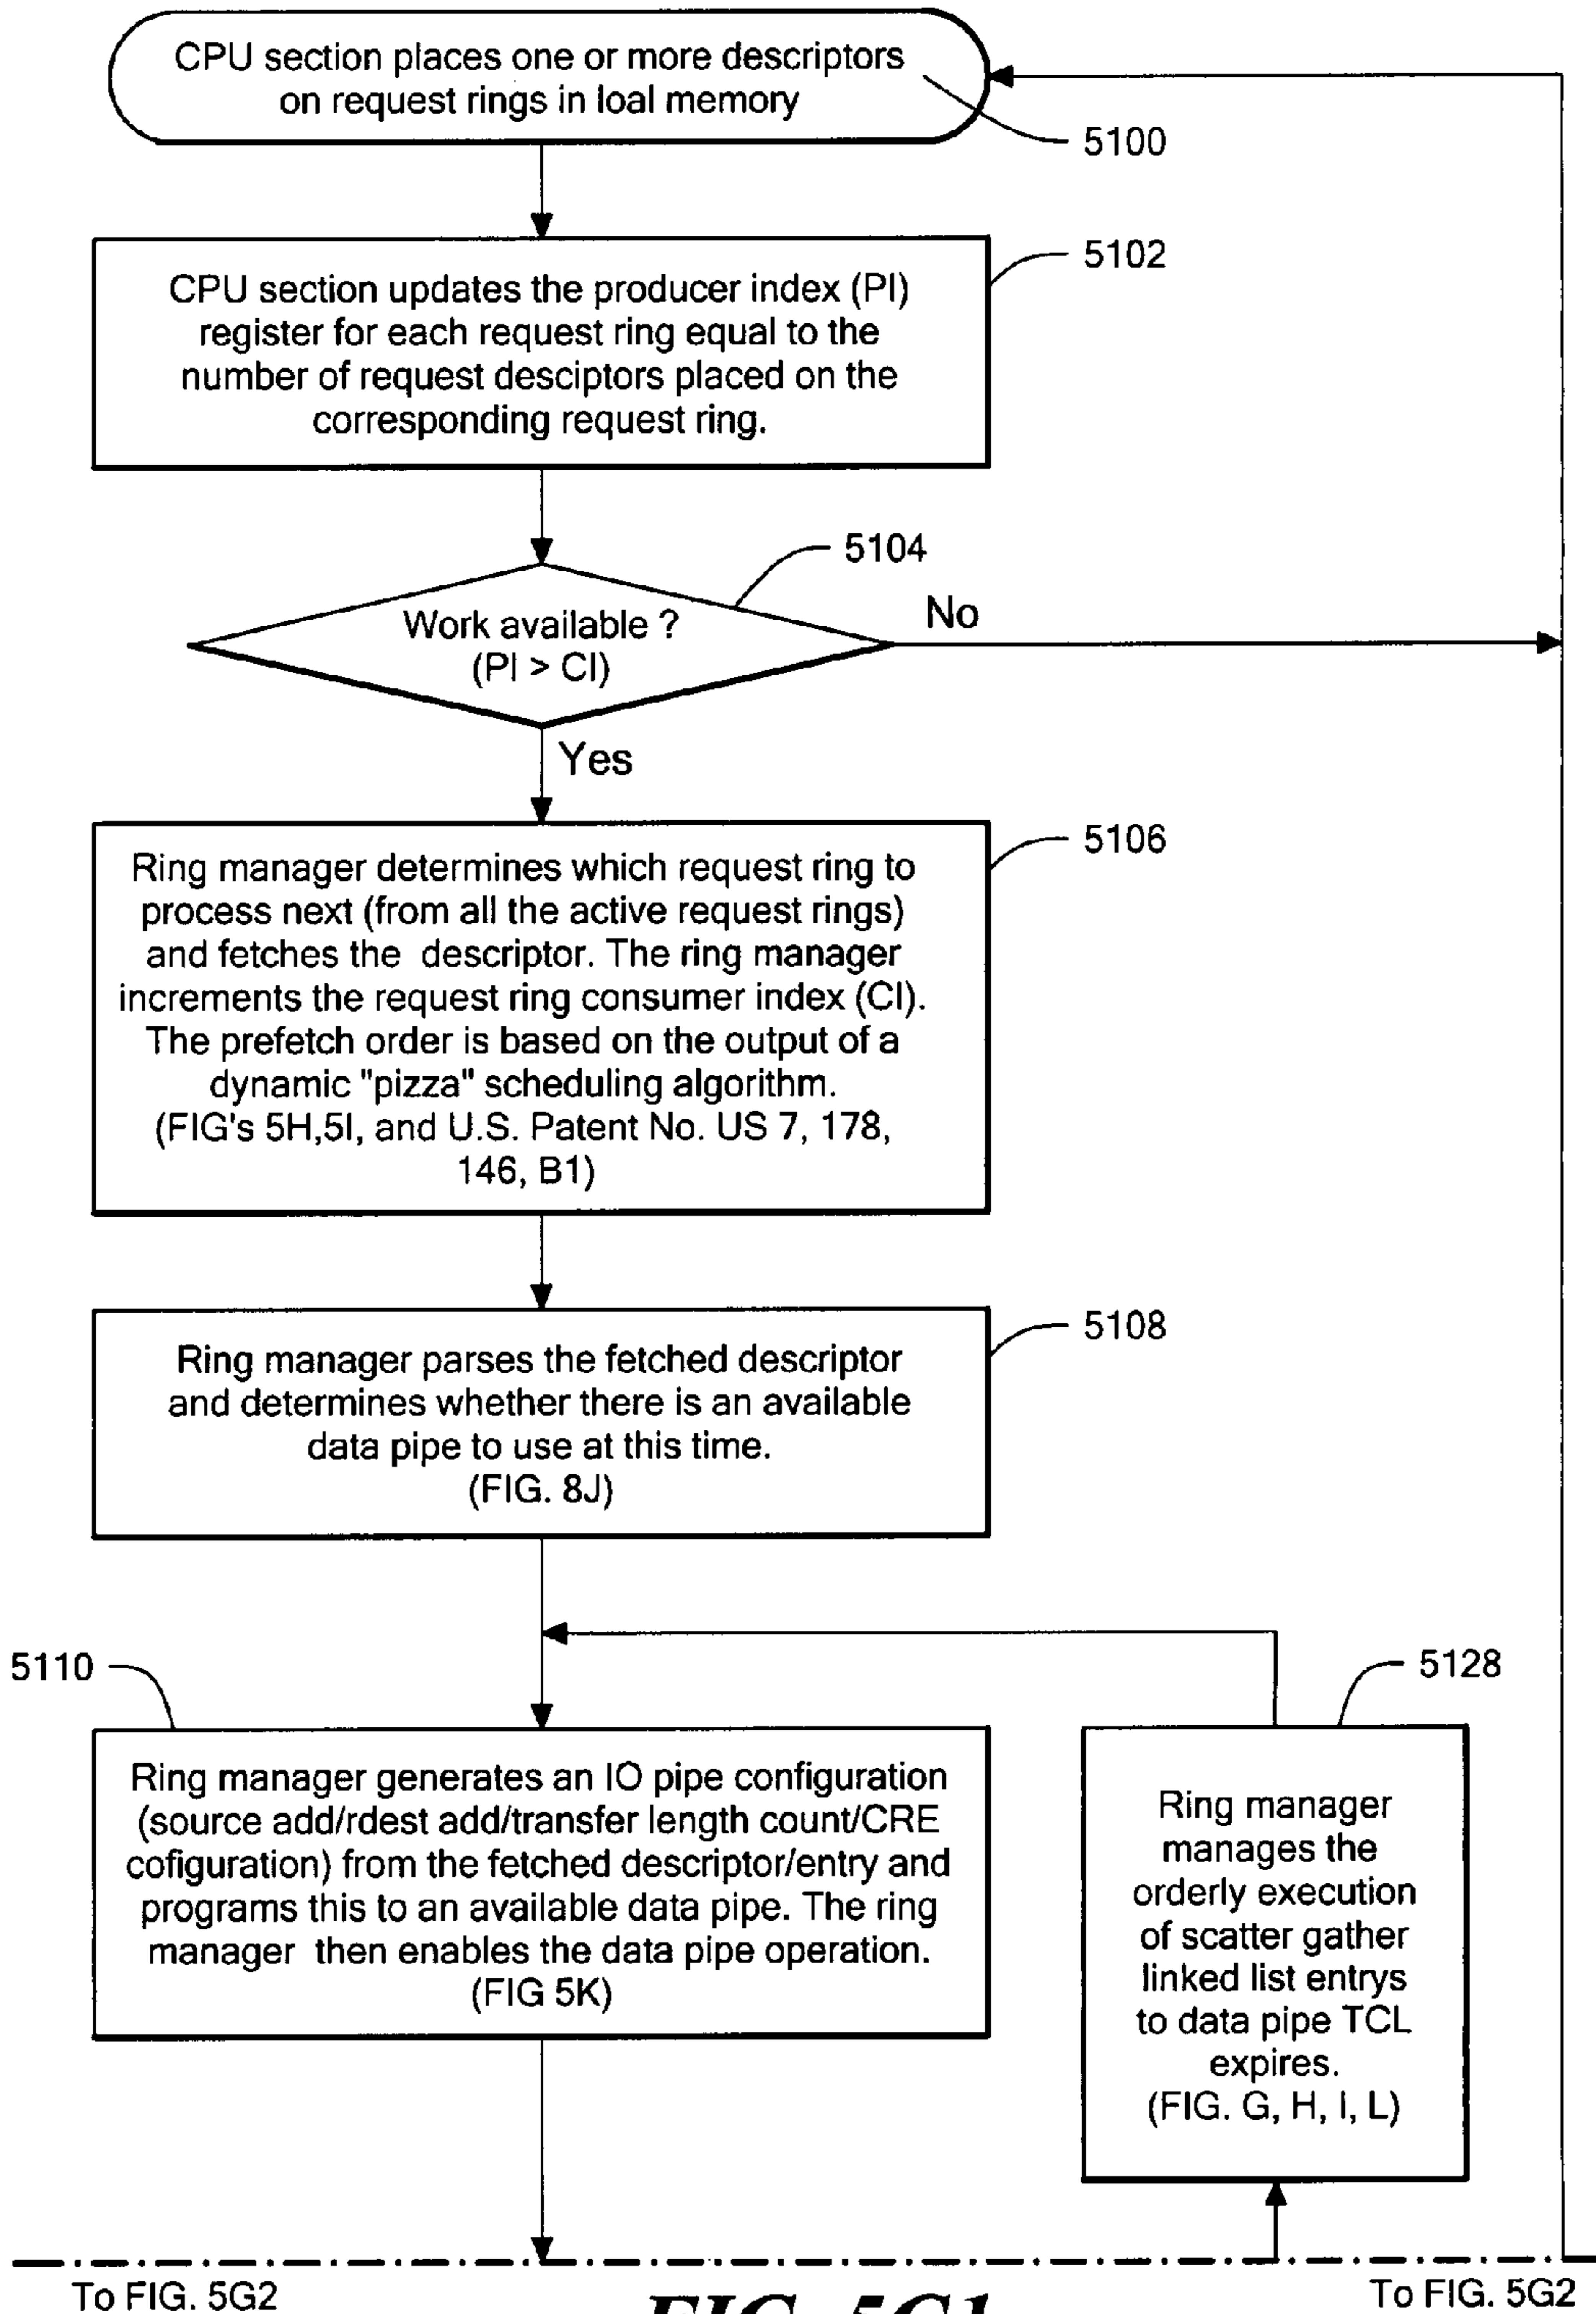 CPU section places one or more descriptors
on request rings in loal memory
5100
5102
CPU section updates the producer index (PI)
register for each request ring equal to the
number of request desciptors placed on the
corresponding request ring.
5104
Work available ?
(PI > CI)
No
Yes
5106
Ring manager determines which request ring to
process next (from all the active request rings)
and fetches the descriptor. The ring manager
increments the request ring consumer index (CI).
The prefetch order is based on the output of a
dynamic "pizza" scheduling algorithm.
(FIG's 5H,5I, and U.S. Patent No. US 7, 178,
146, B1)
5108
Ring manager parses the fetched descriptor
and determines whether there is an available
data pipe to use at this time.
(FIG. 8J)
5110
5128
Ring manager generates an IO pipe configuration
(source add/rdest add/transfer length count/CRE
cofiguration) from the fetched descriptor/entry and
programs this to an available data pipe. The ring
manager then enables the data pipe operation.
(FIG 5K)
Ring manager
manages the
orderly execution
of scatter gather
linked list entrys
to data pipe TCL
expires.
(FIG. G, H, I, L)
To FIG. 5G2
FIG. 5G1
To FIG. 5G2